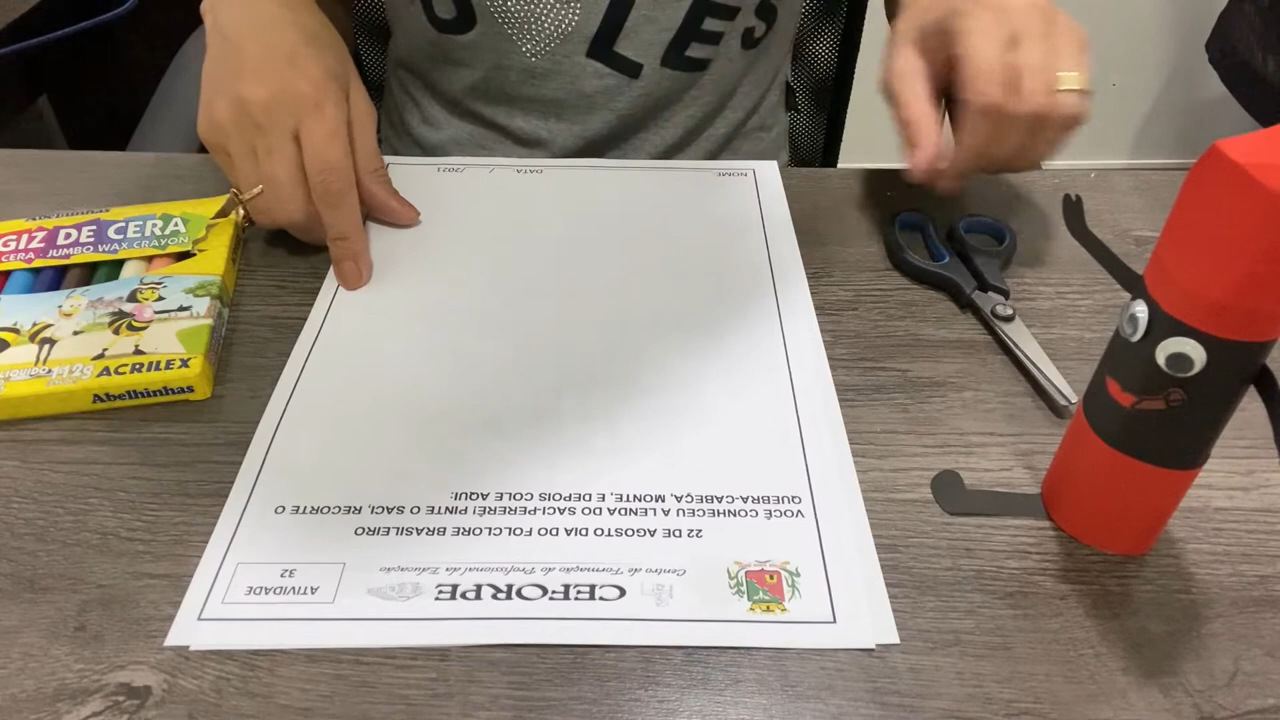 LES
Abelhinhas
GIZ DE CERA
CERA - JUMBO WAX CRAYON
112g ACRILEX
Abelhinhas
CEFORPE
Centro de Formação do Profissional da Educação
ATIVIDADE
32
22 DE AGOSTO DIA DO FOLCLORE BRASILEIRO
VOCÊ CONHECEU A LENDA DO SACI-PERERÊ! PINTE O SACI, RECORTE O
QUEBRA-CABEÇA, MONTE, E DEPOIS COLE AQUI:
NOME: DATA: / /2021